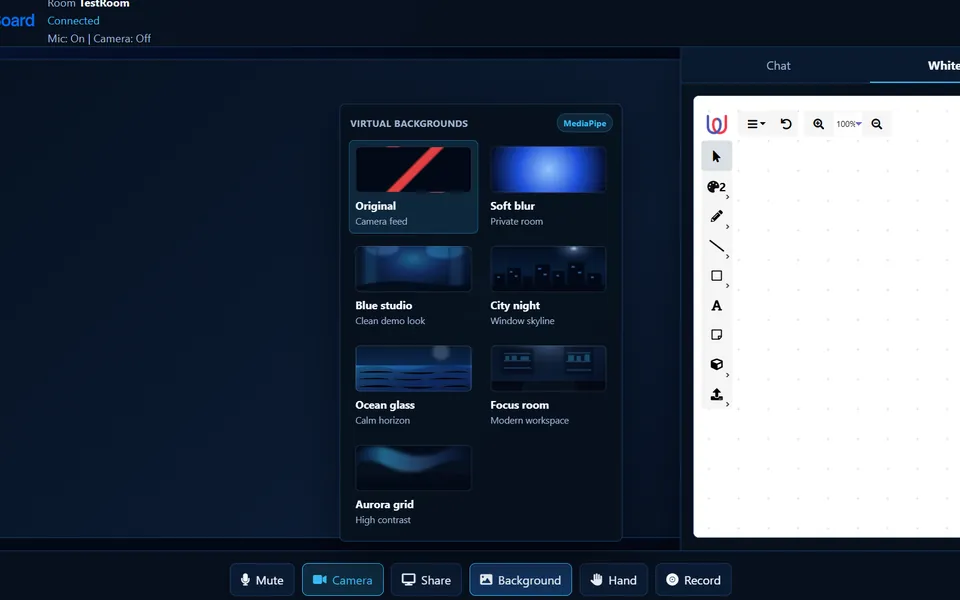 Room TestRoom
oard
Connected
Mic: On | Camera: Off
Chat
White
VIRTUAL BACKGROUNDS
MediaPipe
Original
Camera feed
Soft blur
Private room
Blue studio
Clean demo look
City night
Window skyline
Ocean glass
Calm horizon
Focus room
Modern workspace
Aurora grid
High contrast
100%
2
A
Mute
Camera
Share
Background
Hand
Record